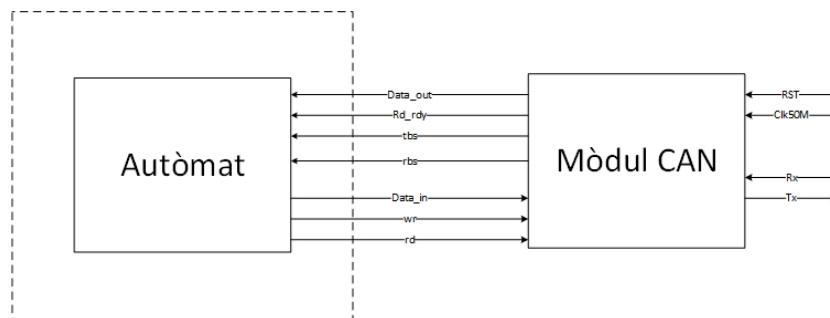 Autòmat
Data_out
Rd_rdy
tbs
rbs
Data_in
wr
rd
Mòdul CAN
RST
Clk50M
Rx
Tx